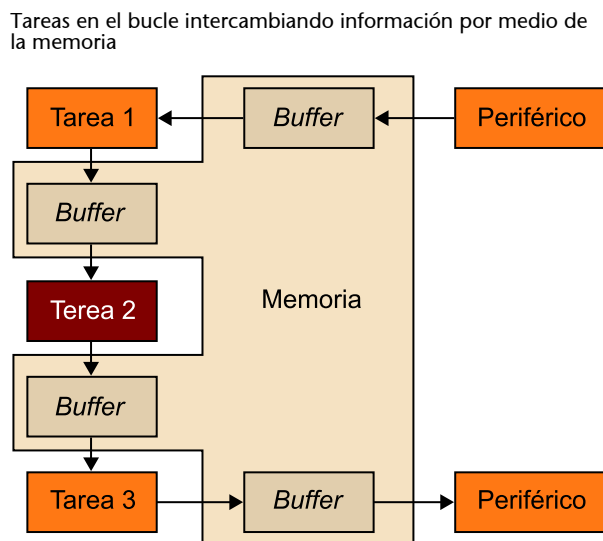 Tareas en el bucle intercambiando información por medio de
la memoria
Tarea 1
Buffer
Periférico
Buffer
Terea 2
Memoria
Buffer
Tarea 3
Buffer
Periférico